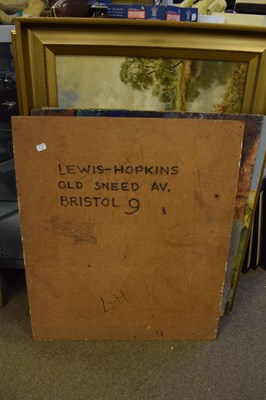 LEWIS-HOPKINS
OLD SNEED AV.
BRISTOL 9
L-H